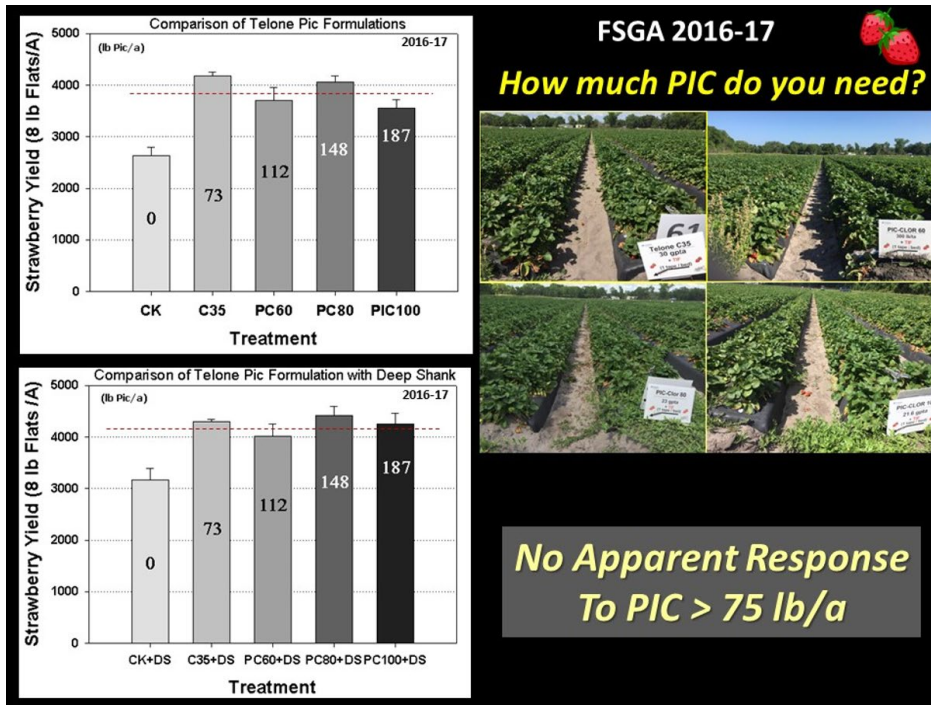 Comparison of Telone Pic Formulations
(lb Pic/a)
2016-17
Strawberry Yield (8 lb Flats/A)
5000
4000
3000
2000
1000
0
0
73
112
148
187
CK
C35
PC60
PC80
PIC100
Treatment
Comparison of Telone Pic Formulation with Deep Shank
(lb Pic/a)
2016-17
Strawberry Yield (8 lb Flats/A)
5000
4000
3000
2000
1000
0
0
73
112
148
187
CK+DS
C35+DS
PC60+DS
PC80+DS
PC100+DS
Treatment
FSGA 2016-17
How much PIC do you need?
61
Telone C35
30 gpta
PIC-CLOR 60
PIC-Clor 80
PIC-CLOR
No Apparent Response
To PIC > 75 lb/a